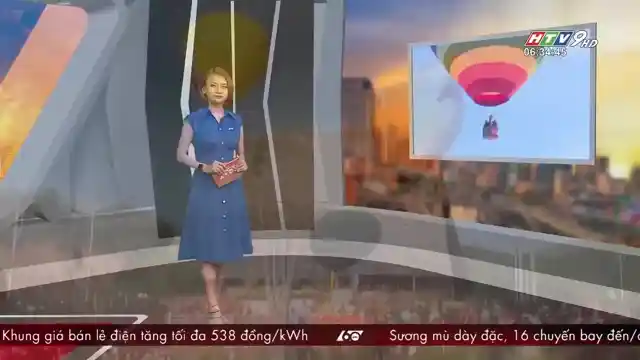 HTV9 HD
06:34:45
Khung giá bán lẻ điện tăng tối đa 538 đồng/kWh
60
Sương mù dày đặc, 16 chuyến bay đến/